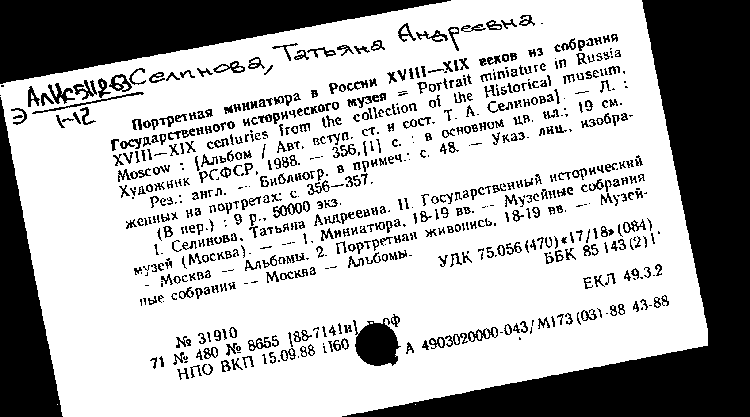 Селинова, Татьяна Андреевна.
Э
1-12
Портретная миниатюра в России XVIII—XIX веков из собрания
Государственного исторического музея = Portrait miniature in Russia
XVIII—XIX centuries from the collection of the Historical museum,
Moscow : [Альбом / Авт. вступ. ст. и сост. Т. А. Селинова]. — Л. :
Художник РСФСР, 1988. — 356,[1] с. : в основном цв. ил.; 19 см.
Рез.: англ. — Библиогр. в примеч.: с. 48. — Указ. лиц, изобра-
женных на портретах: с. 356—357.
(В пер.) : 9 р., 50000 экз.
I. Селинова, Татьяна Андреевна. II. Государственный исторический
музей (Москва). — — 1. Миниатюра, 18-19 вв. — Музейные собрания
— Москва — Альбомы. 2. Портретная живопись, 18-19 вв. — Музей-
ные собрания — Москва — Альбомы.
УДК 75.056(470)«17/18»(084)
ББК 85.143(2)1
ЕКЛ 49.3.2
№ 31910
71 № 480 № 8655 [88-7141и] оф
НПО ВКП 15.09.88 1160 А 4903020000-043/М173(03)-88 43-88